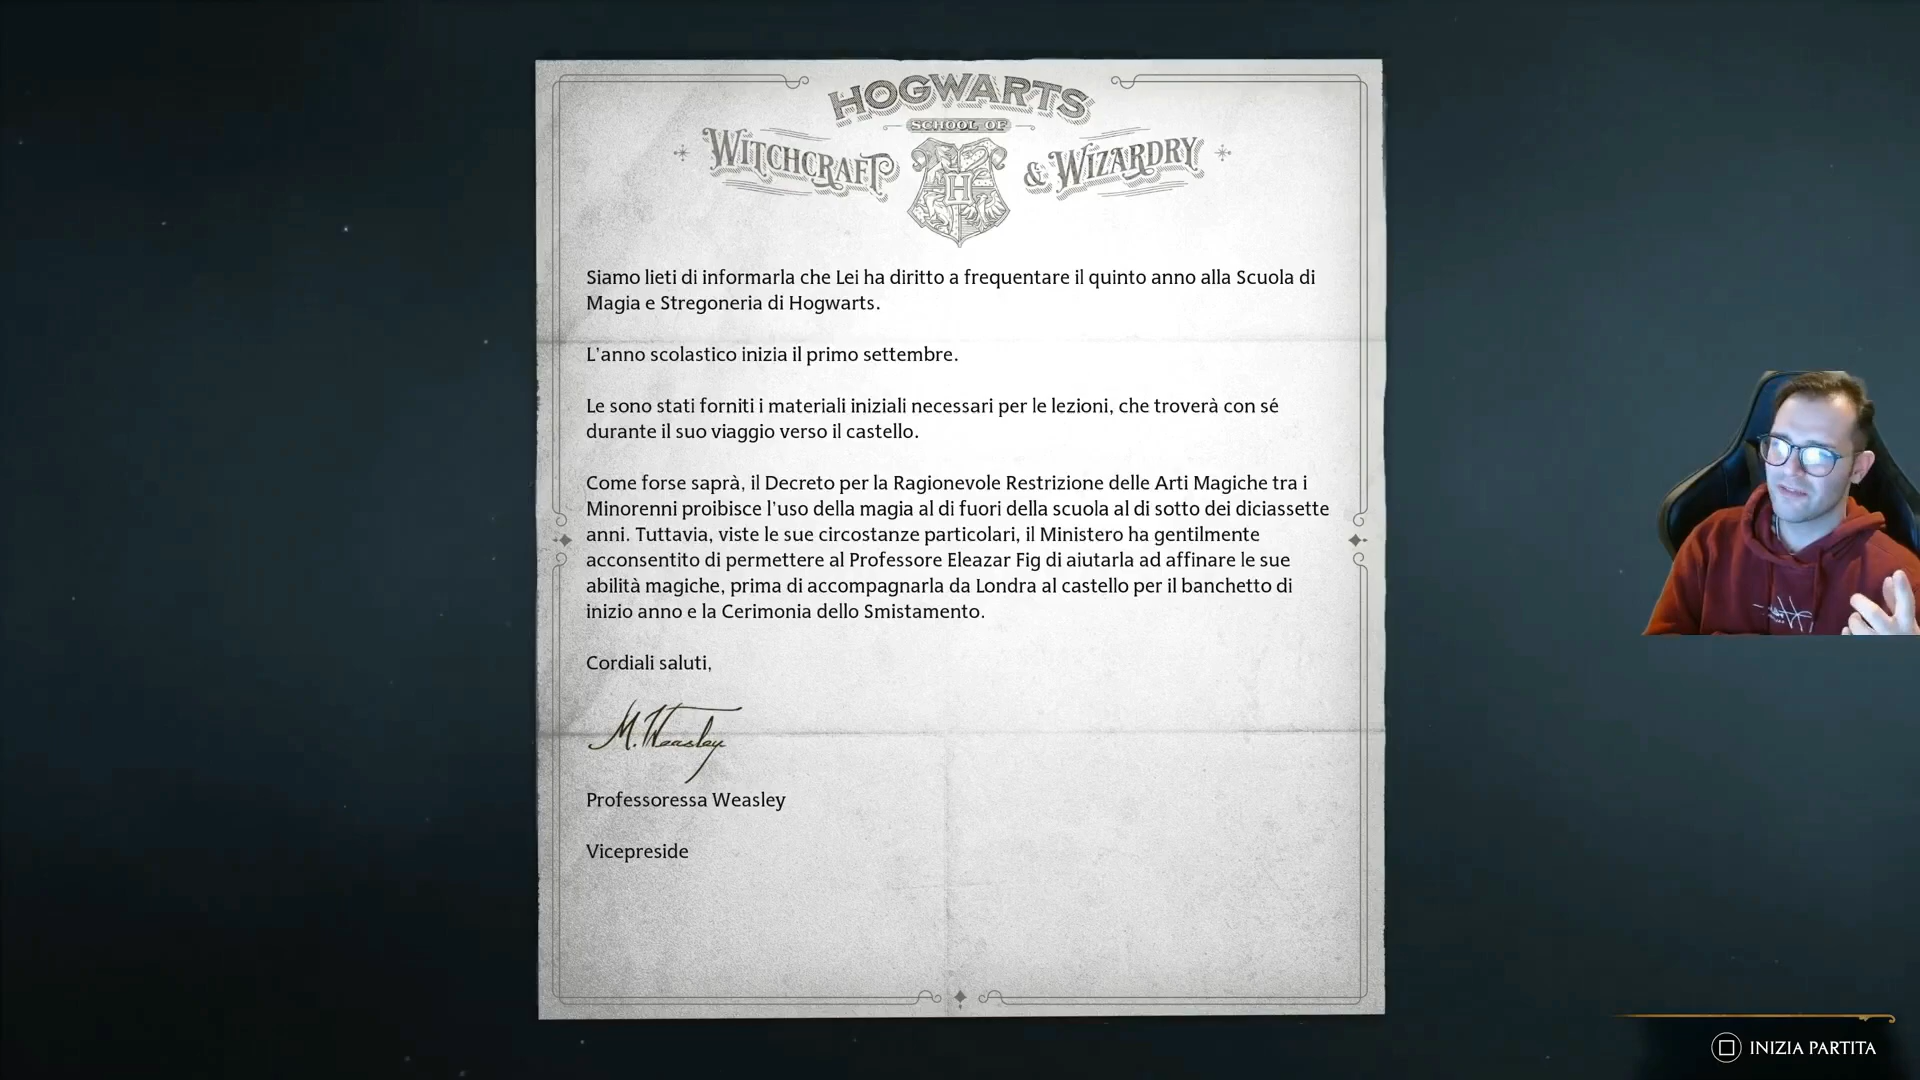 HOGWARTS
SCHOOL OF
WITCHCRAFT & WIZARDRY
H
Siamo lieti di informarla che Lei ha diritto a frequentare il quinto anno alla Scuola di
Magia e Stregoneria di Hogwarts.
L'anno scolastico inizia il primo settembre.
Le sono stati forniti i materiali iniziali necessari per le lezioni, che troverà con sé
durante il suo viaggio verso il castello.
Come forse saprà, il Decreto per la Ragionevole Restrizione delle Arti Magiche tra i
Minorenni proibisce l'uso della magia al di fuori della scuola al di sotto dei diciassette
anni. Tuttavia, viste le sue circostanze particolari, il Ministero ha gentilmente
acconsentito di permettere al Professore Eleazar Fig di aiutarla ad affinare le sue
abilità magiche, prima di accompagnarla da Londra al castello per il banchetto di
inizio anno e la Cerimonia dello Smistamento.
Cordiali saluti,
M. Weasley
Professoressa Weasley
Vicepreside
INIZIA PARTITA